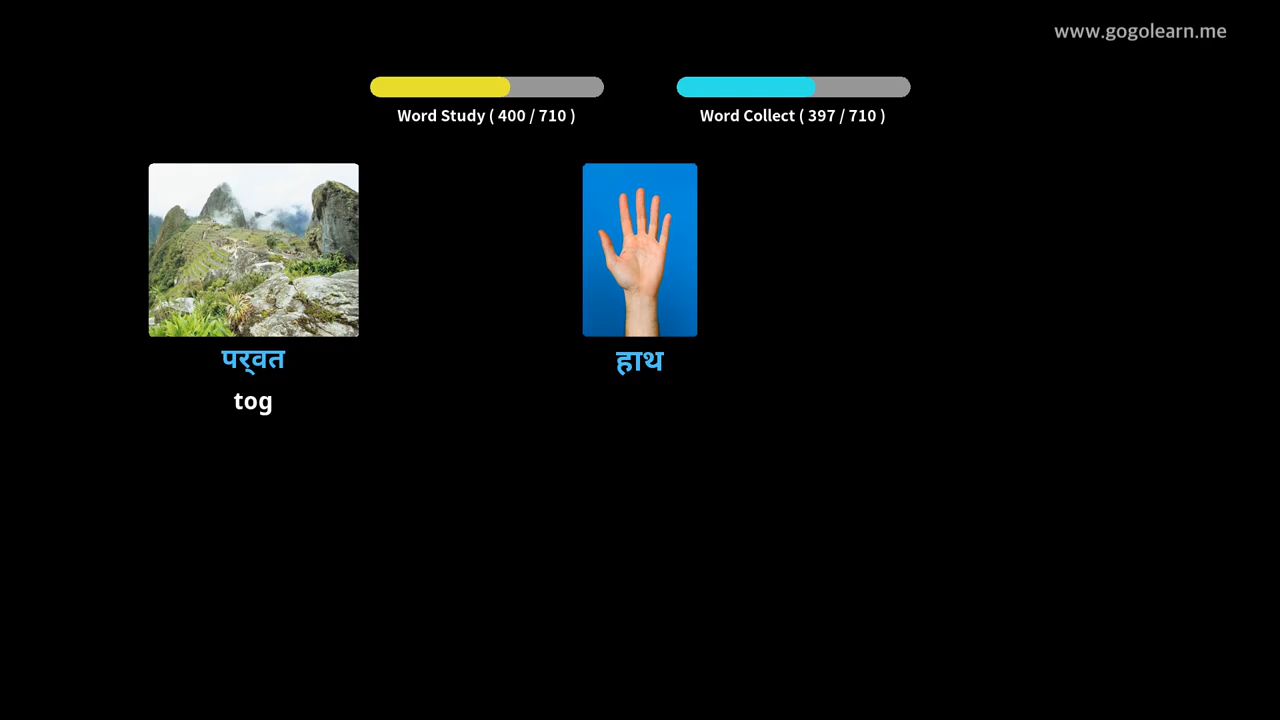 www.gogolearn.me
Word Study ( 400 / 710 )
Word Collect ( 397 / 710 )
पर्वत
हाथ
tog